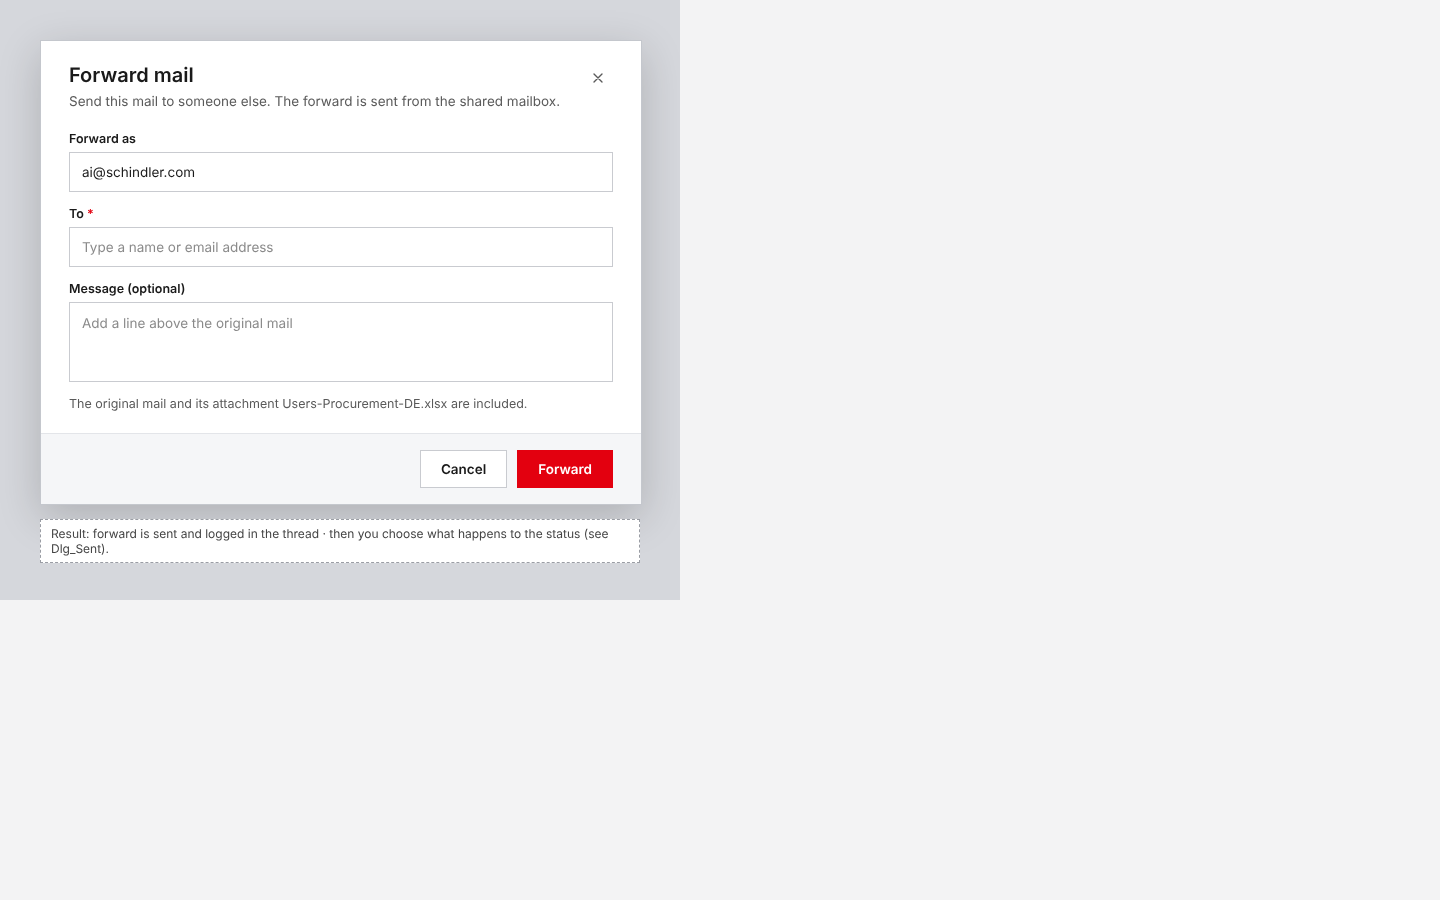 Forward mail
Send this mail to someone else. The forward is sent from the shared mailbox.
Forward as
ai@schindler.com
To *
Type a name or email address
Message (optional)
Add a line above the original mail
The original mail and its attachment Users-Procurement-DE.xlsx are included.
Cancel
Forward
Result: forward is sent and logged in the thread · then you choose what happens to the status (see
Dlg_Sent).